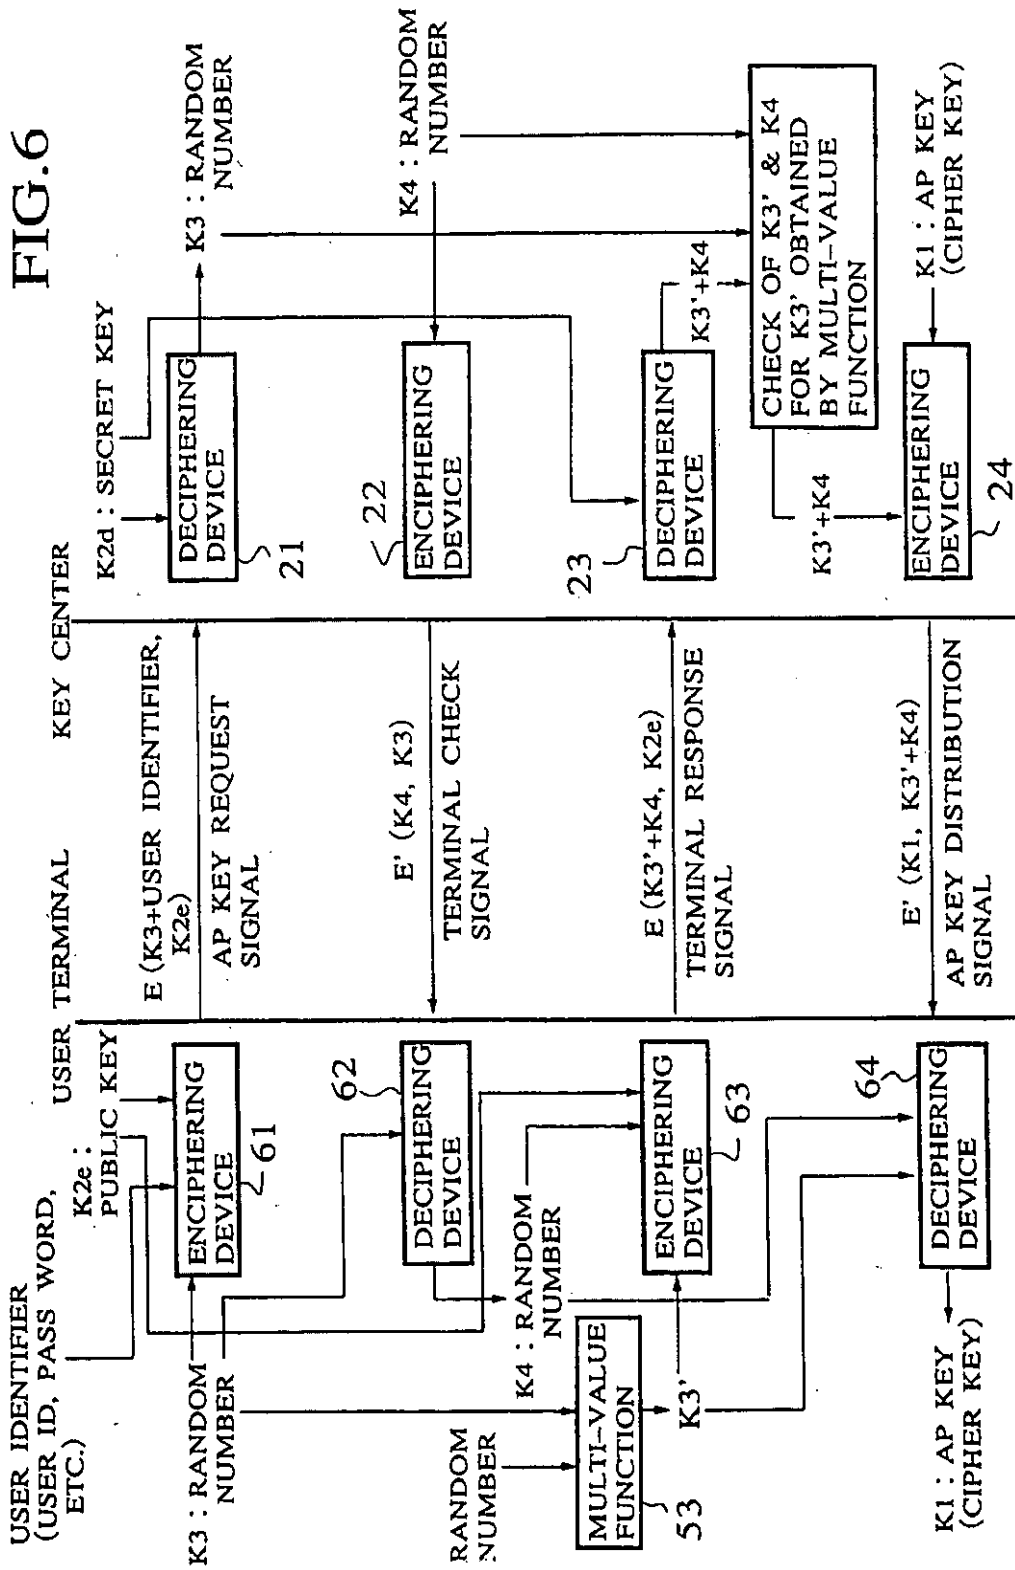 FIG.6
USER TERMINAL
KEY CENTER
USER IDENTIFIER
(USER ID, PASS WORD,
ETC.)
K2e :
PUBLIC KEY
K3 : RANDOM
NUMBER
ENCIPHERING
DEVICE
61
E (K3+USER IDENTIFIER,
K2e)
AP KEY REQUEST
SIGNAL
K2d : SECRET KEY
DECIPHERING
DEVICE
21
K3 : RANDOM
NUMBER
62
DECIPHERING
DEVICE
E' (K4, K3)
TERMINAL CHECK
SIGNAL
22
ENCIPHERING
DEVICE
K4 : RANDOM
NUMBER
RANDOM
NUMBER
K4 : RANDOM
NUMBER
MULTI-VALUE
FUNCTION
53
K3'
ENCIPHERING
DEVICE
63
E (K3'+K4, K2e)
TERMINAL RESPONSE
SIGNAL
23
DECIPHERING
DEVICE
K3'+K4
CHECK OF K3' & K4
FOR K3' OBTAINED
BY MULTI-VALUE
FUNCTION
K3'+K4
64
DECIPHERING
DEVICE
K1 : AP KEY
(CIPHER KEY)
E' (K1, K3'+K4)
AP KEY DISTRIBUTION
SIGNAL
ENCIPHERING
DEVICE
24
K1 : AP KEY
(CIPHER KEY)